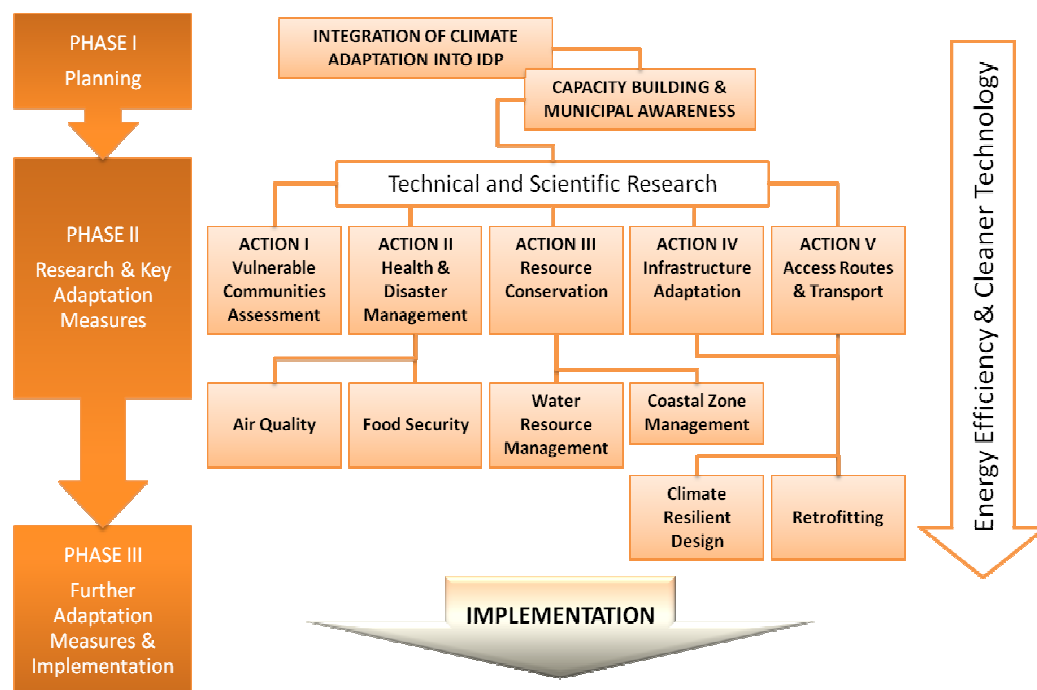 PHASE I
Planning
INTEGRATION OF CLIMATE
ADAPTATION INTO IDP
CAPACITY BUILDING &
MUNICIPAL AWARENESS
PHASE II
Research & Key
Adaptation
Measures
Technical and Scientific Research
ACTION I
Vulnerable
Communities
Assessment
ACTION II
Health &
Disaster
Management
ACTION III
Resource
Conservation
ACTION IV
Infrastructure
Adaptation
ACTION V
Access Routes
& Transport
Air Quality
Food Security
Water
Resource
Management
Coastal Zone
Management
Climate
Resilient
Design
Retrofitting
PHASE III
Further
Adaptation
Measures &
Implementation
IMPLEMENTATION
Energy Efficiency & Cleaner Technology